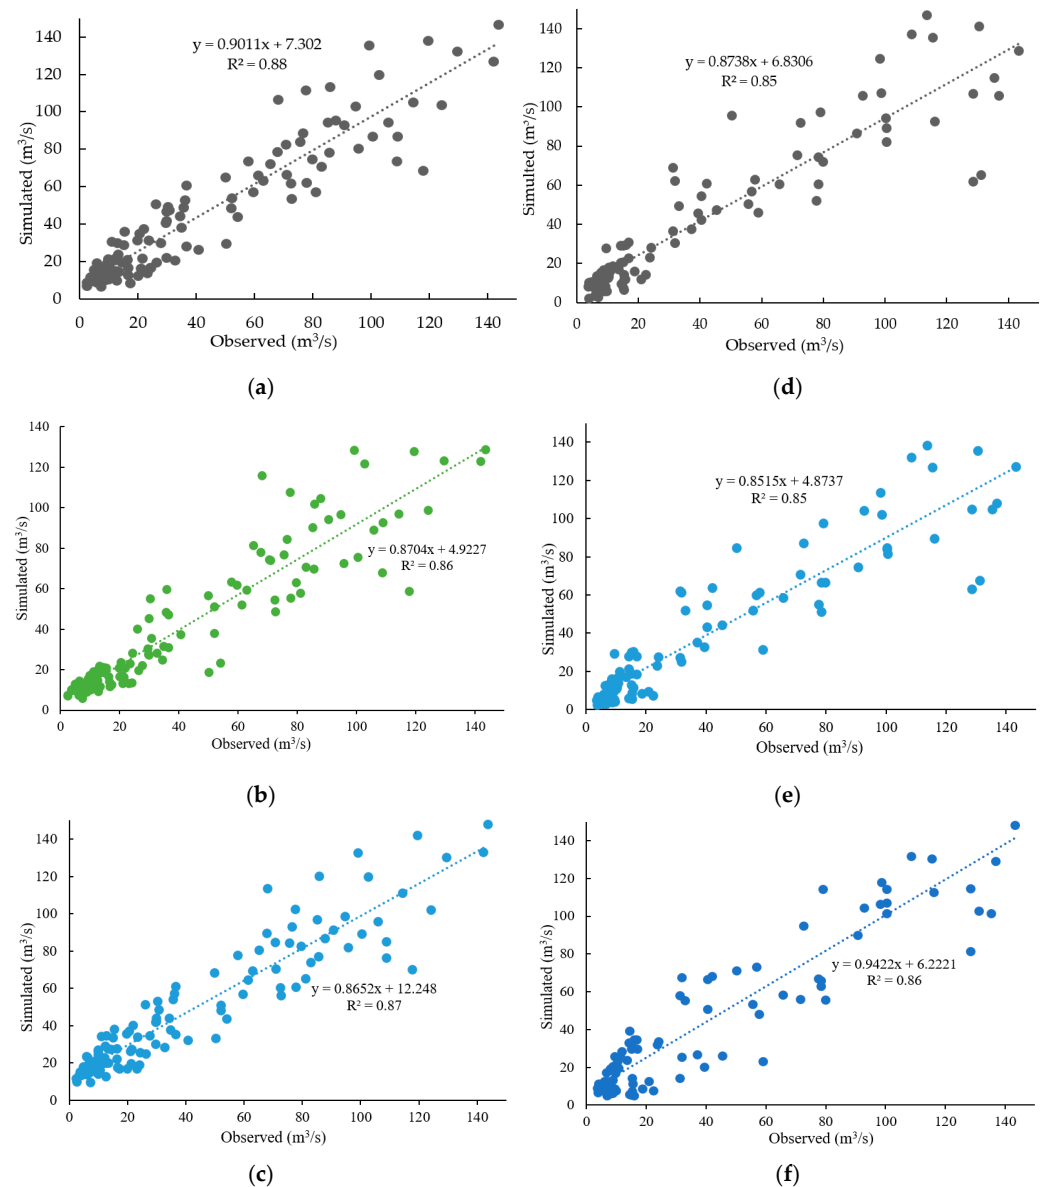 140
120
100
80
60
40
20
0
Simulated (m³/s)
y = 0.9011x + 7.302
R² = 0.88
0 20 40 60 80 100 120 140
Observed (m³/s)
(a)
140
120
100
80
60
40
20
0
Simulted (m³/s)
y = 0.8738x + 6.8306
R² = 0.85
0 20 40 60 80 100 120 140
Observed (m³/s)
(d)
140
120
100
80
60
40
20
0
Simulated (m³/s)
y = 0.8704x + 4.9227
R² = 0.86
0 20 40 60 80 100 120 140
Observed (m³/s)
(b)
140
120
100
80
60
40
20
0
Simulated (m³/s)
y = 0.8515x + 4.8737
R² = 0.85
0 20 40 60 80 100 120 140
Observed (m³/s)
(e)
140
120
100
80
60
40
20
0
Simulated (m³/s)
y = 0.8652x + 12.248
R² = 0.87
0 20 40 60 80 100 120 140
Observed (m³/s)
(c)
140
120
100
80
60
40
20
0
Simulated (m³/s)
y = 0.9422x + 6.2221
R² = 0.86
0 20 40 60 80 100 120 140
Observed (m³/s)
(f)